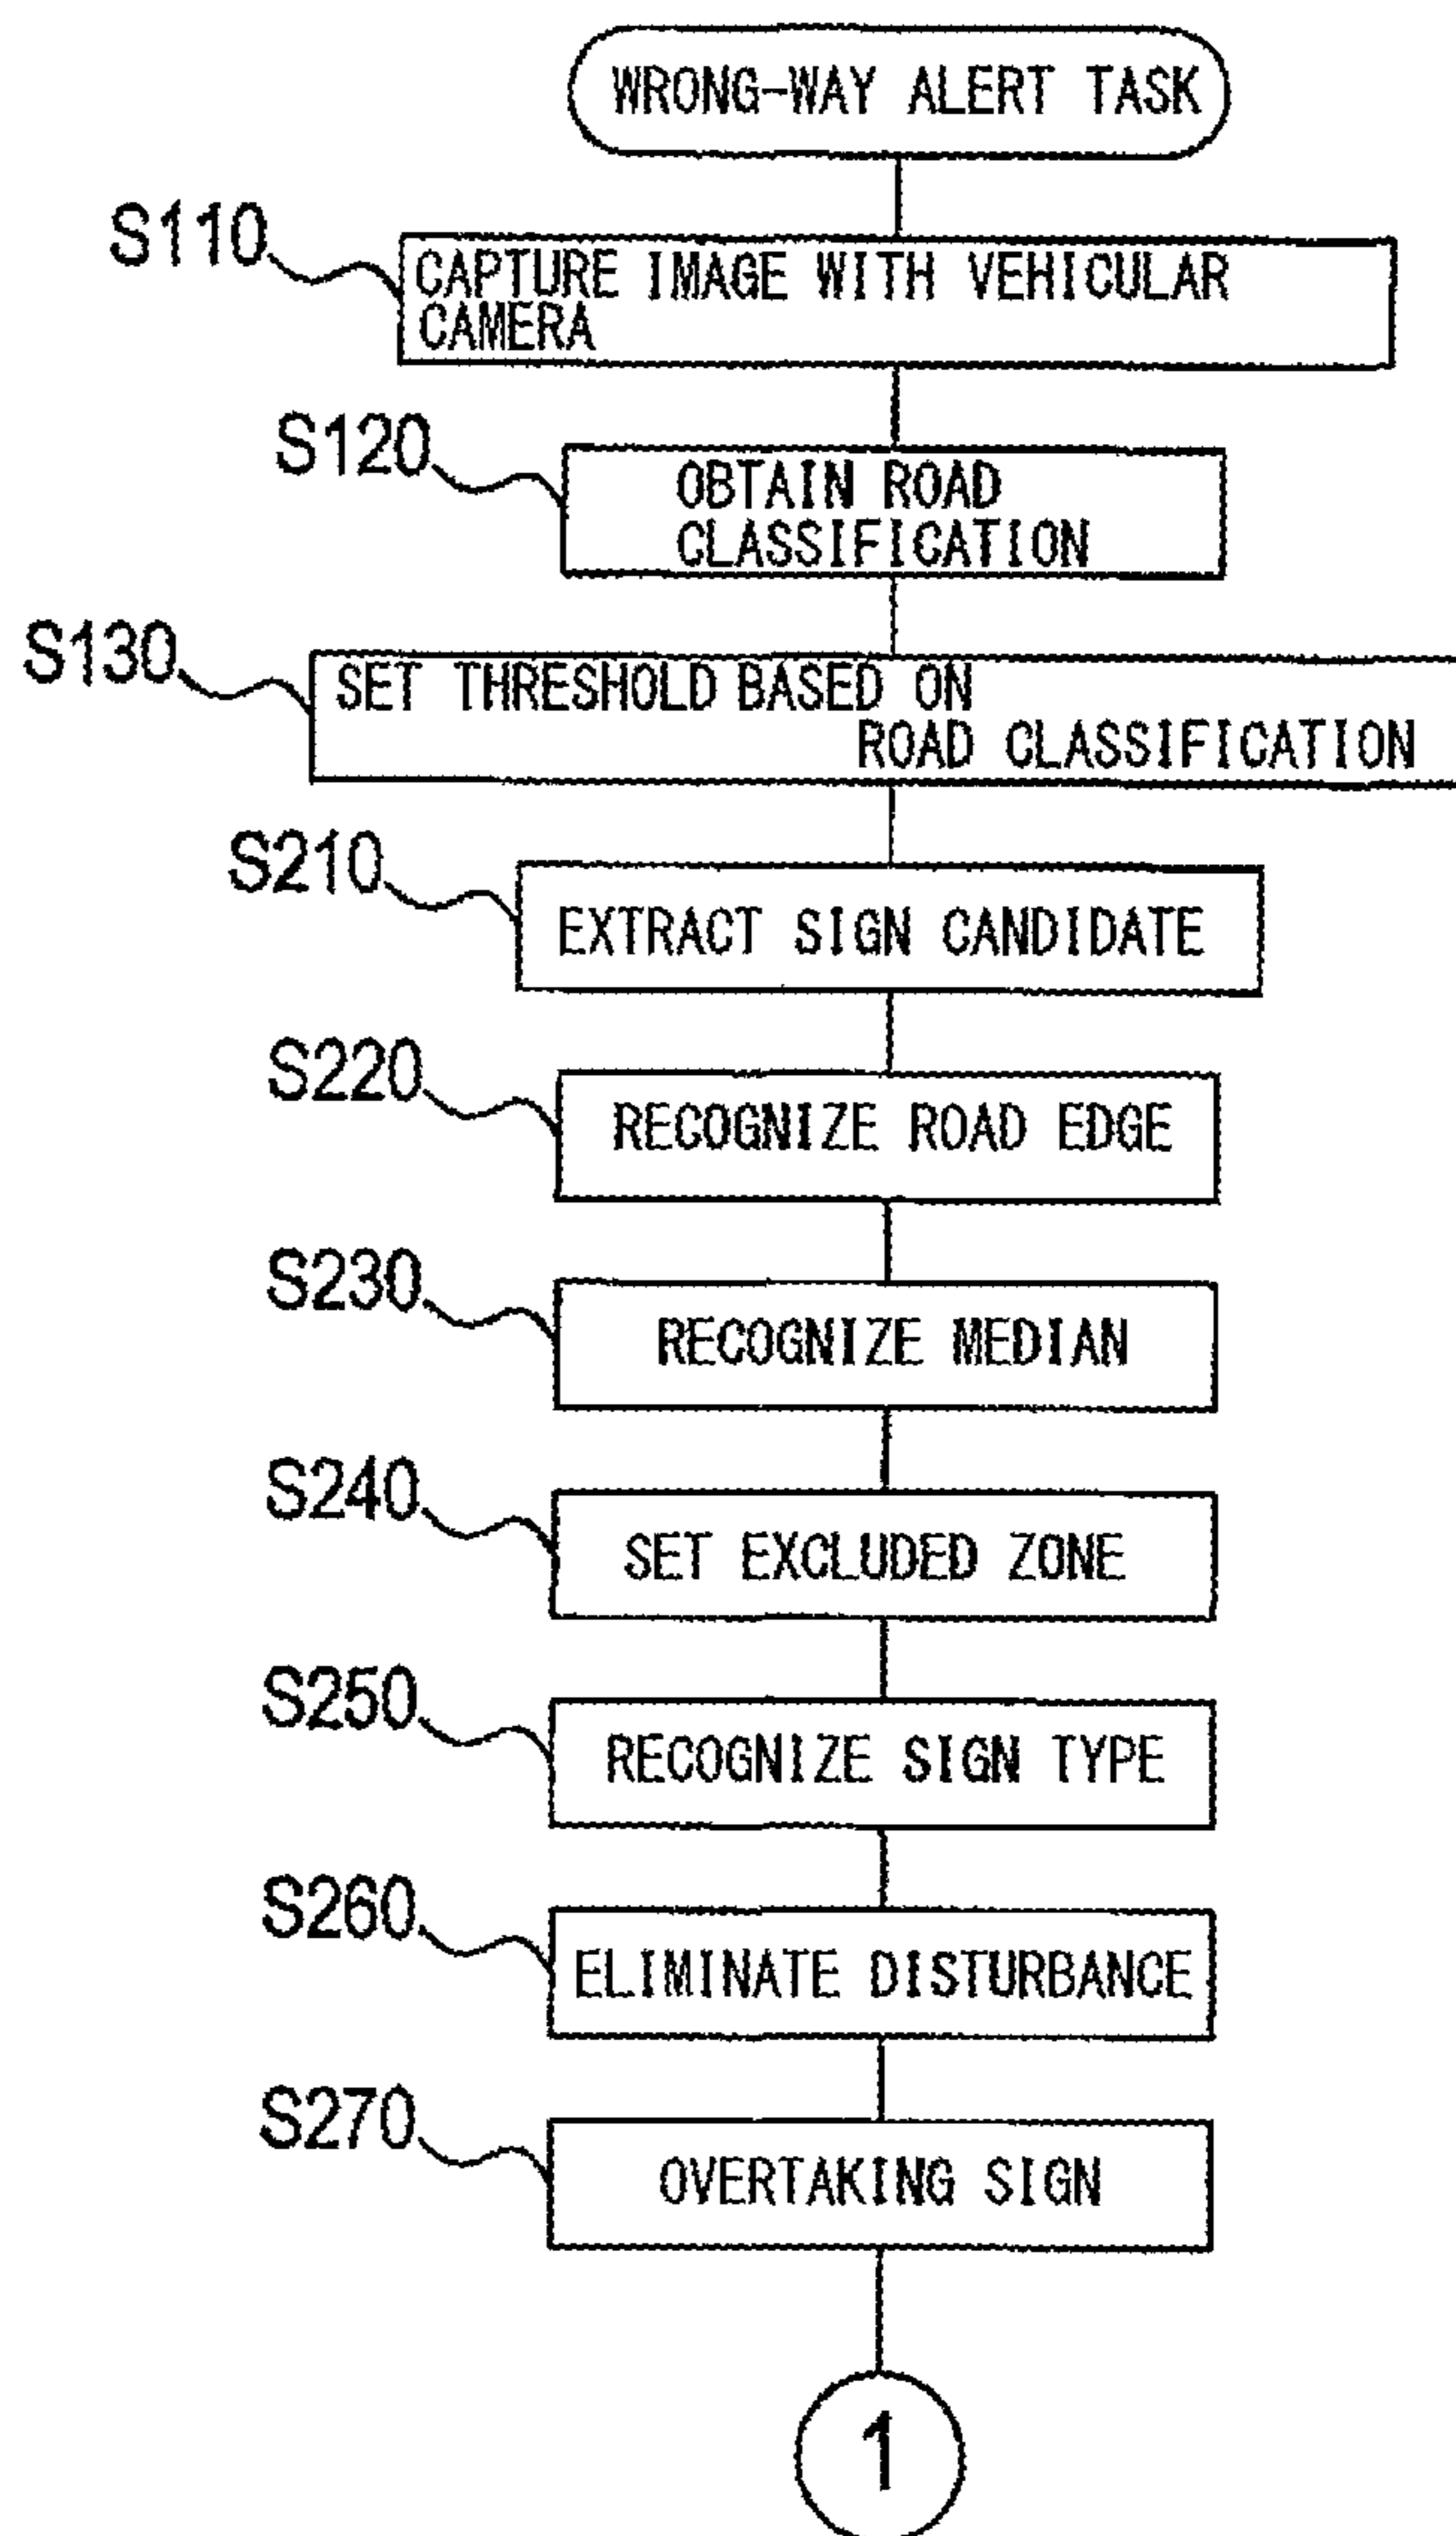 WRONG-WAY ALERT TASK
S110
CAPTURE IMAGE WITH VEHICULAR
CAMERA
S120
OBTAIN ROAD
CLASSIFICATION
S130
SET THRESHOLD BASED ON
ROAD CLASSIFICATION
S210
EXTRACT SIGN CANDIDATE
S220
RECOGNIZE ROAD EDGE
S230
RECOGNIZE MEDIAN
S240
SET EXCLUDED ZONE
S250
RECOGNIZE SIGN TYPE
S260
ELIMINATE DISTURBANCE
S270
OVERTAKING SIGN
1